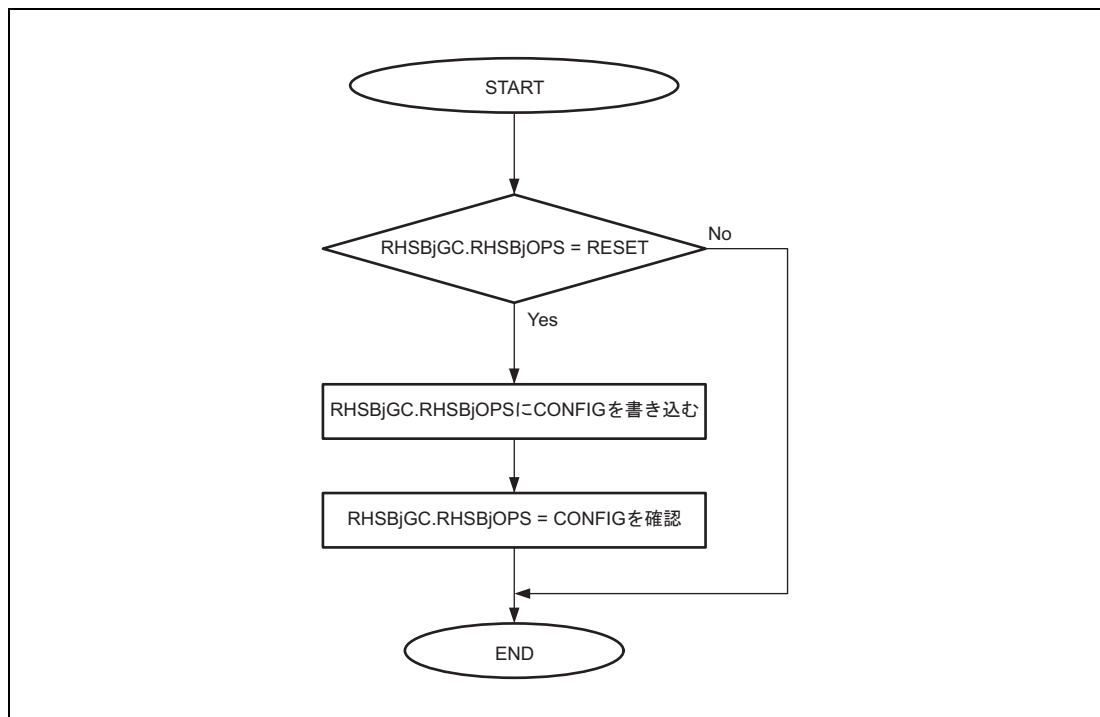 START
RHSBjGC.RHSBjOPS = RESET
No
Yes
RHSBjGC.RHSBjOPSにCONFIGを書き込む
RHSBjGC.RHSBjOPS = CONFIGを確認
END